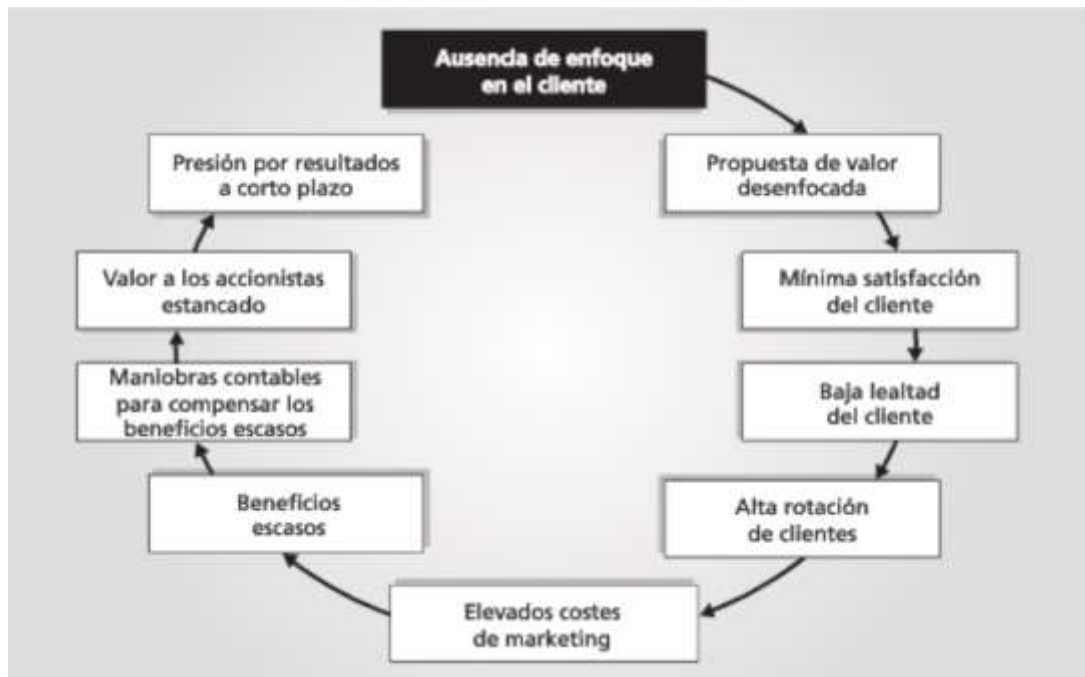 Ausencia de enfoque
en el cliente
Propuesta de valor
desenfocada
Mínima satisfacción
del cliente
Baja lealtad
del cliente
Alta rotación
de clientes
Elevados costes
de marketing
Beneficios
escasos
Maniobras contables
para compensar los
beneficios escasos
Valor a los accionistas
estancado
Presión por resultados
a corto plazo